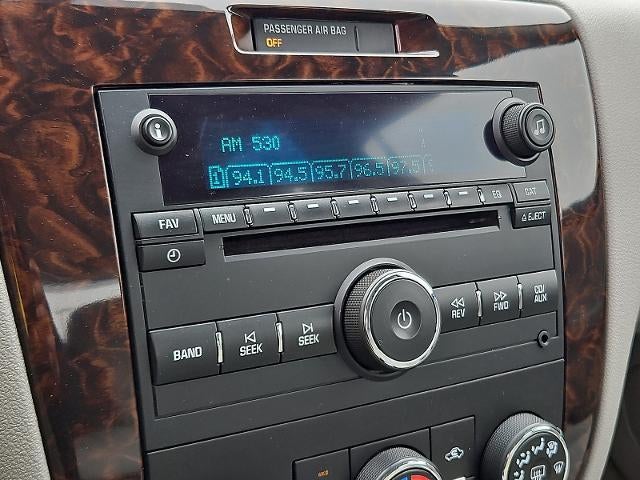 PASSENGER AIR BAG
OFF
AM 530
1 94.1 94.5 95.7 96.5 97.5
FAV MENU EQ CAT
EJECT
BAND SEEK SEEK REV FWD CD/
AUX